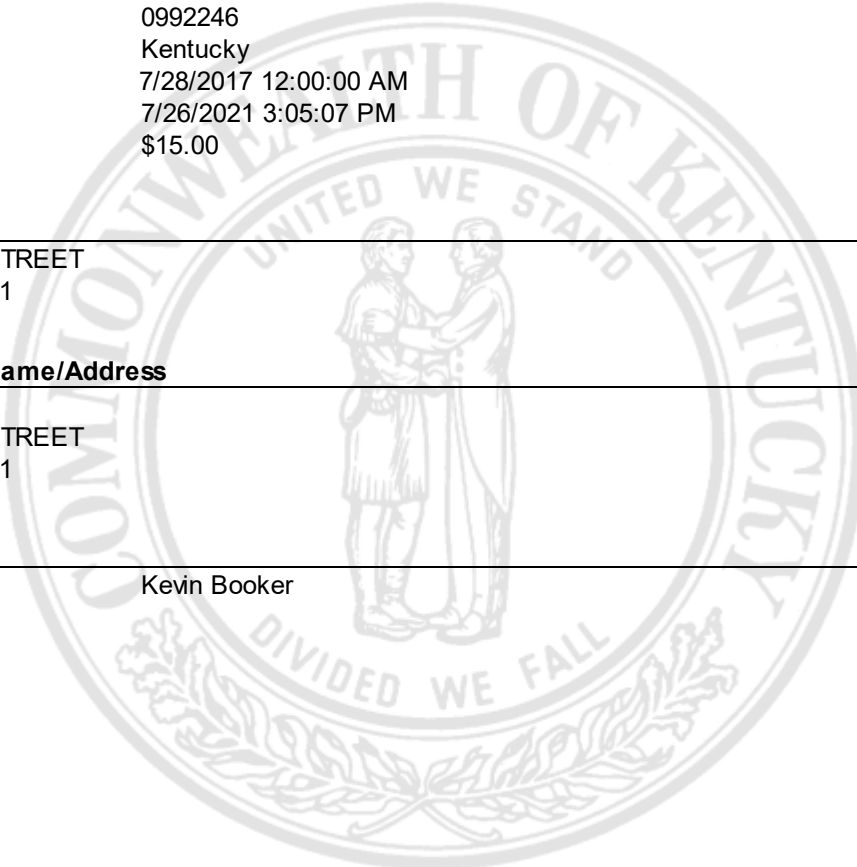 0992246
Kentucky
7/28/2017 12:00:00 AM
7/26/2021 3:05:07 PM
$15.00
TREET
1
ame/Address
TREET
1
Kevin Booker
COMMONWEALTH OF KENTUCKY
UNITED WE STAND
DIVIDED WE FALL